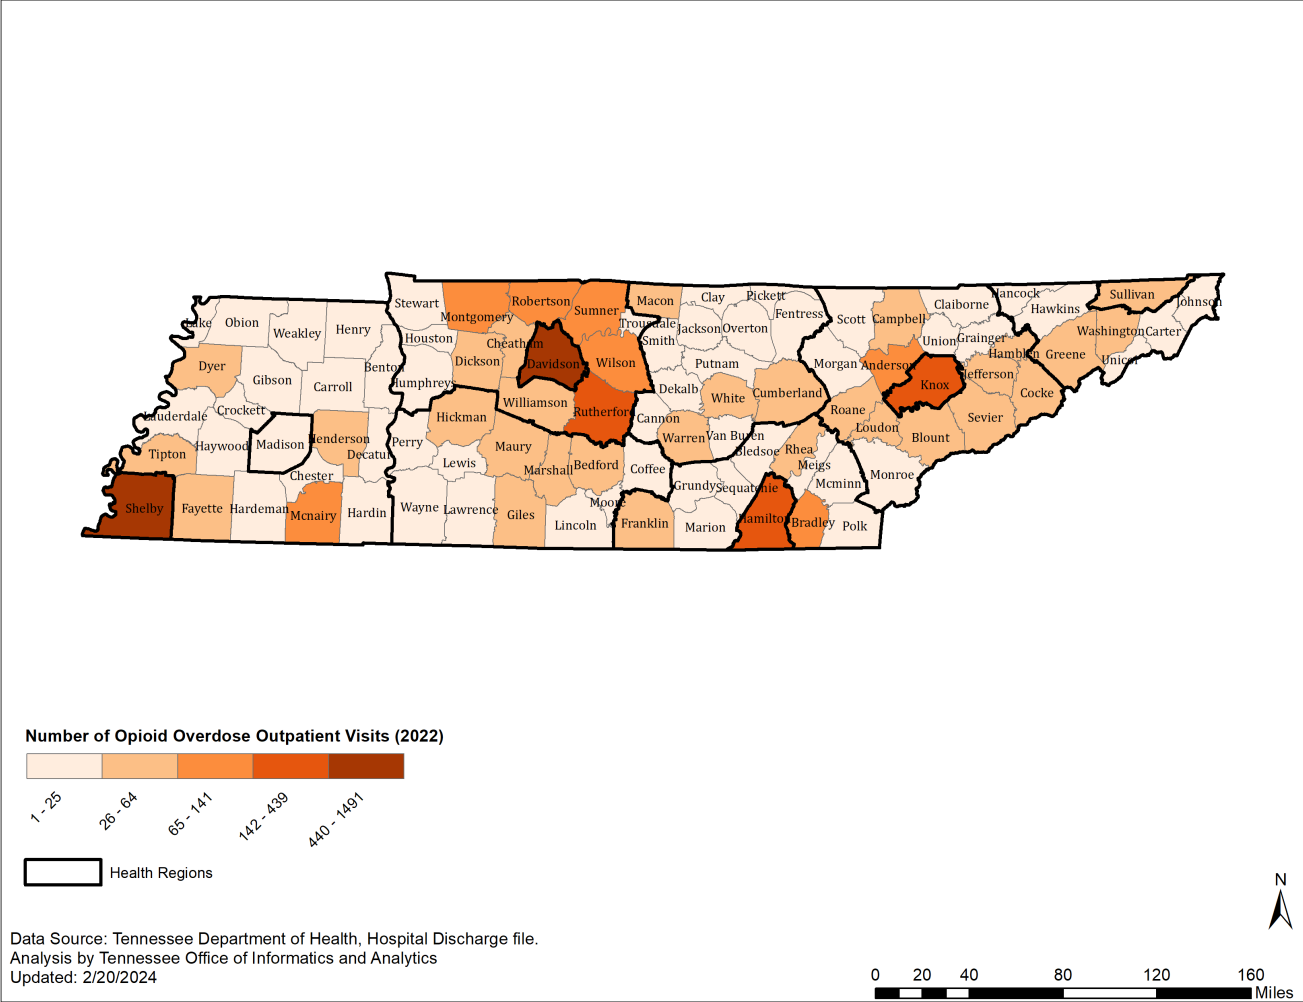 Stewart
Montgomery
Robertson
Sumner
Macon
Clay
Pickett
Fentress
Scott
Campbell
Claiborne
Hancock
Hawkins
Sullivan
Johnson
Lake
Obion
Weakley
Henry
Houston
Trousdale
Smith
Jackson
Overton
Union
Grainger
Washington
Carter
Cheatham
Hamblen
Greene
Unicoi
Dyer
Gibson
Carroll
Benton
Humphreys
Dickson
Davidson
Wilson
Putnam
Morgan
Anderson
Knox
Jefferson
Cocke
Lauderdale
Crockett
Williamson
Rutherford
Dekalb
White
Cumberland
Roane
Loudon
Sevier
Tipton
Haywood
Madison
Henderson
Decatur
Perry
Hickman
Cannon
Warren
Van Buren
Bledsoe
Rhea
Meigs
Blount
Lewis
Maury
Marshall
Bedford
Coffee
Chester
Grundy
Sequatchie
Mcminn
Monroe
Shelby
Fayette
Hardeman
Mcnairy
Hardin
Wayne
Lawrence
Giles
Moore
Lincoln
Franklin
Marion
Hamilton
Bradley
Polk
Number of Opioid Overdose Outpatient Visits (2022)
1 - 25
26 - 64
65 - 141
142 - 439
440 - 1491
Health Regions
N
Data Source: Tennessee Department of Health, Hospital Discharge file.
Analysis by Tennessee Office of Informatics and Analytics
Updated: 2/20/2024
0 20 40 80 120 160
Miles